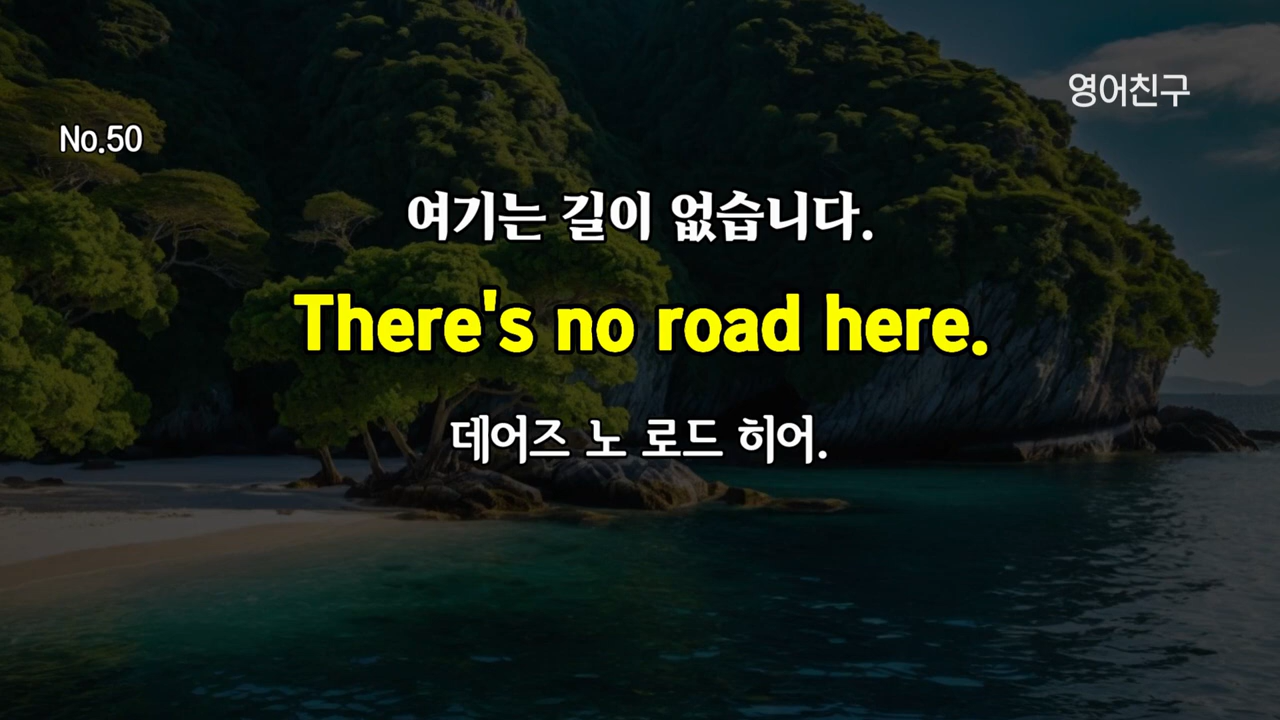 영어친구
No.50
여기는 길이 없습니다.
There's no road here.
데어즈 노 로드 히어.